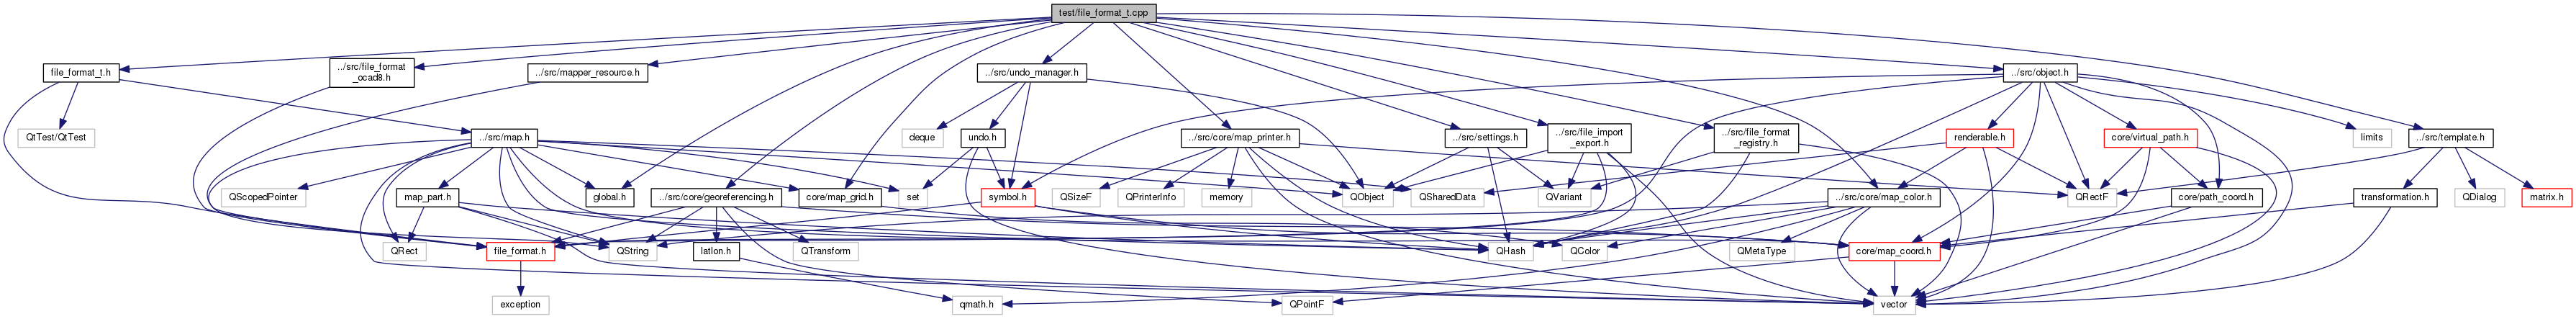 test/file_format_t.cpp
file_format_t.h
../src/file_format
_ocad8.h
../src/mapper_resource.h
../src/undo_manager.h
../src/object.h
QtTest/QtTest
../src/map.h
deque
undo.h
../src/core/map_printer.h
../src/settings.h
../src/file_import
_export.h
../src/file_format
_registry.h
renderable.h
core/virtual_path.h
limits
../src/template.h
QScopedPointer
map_part.h
global.h
../src/core/georeferencing.h
core/map_grid.h
set
symbol.h
QSizeF
QPrinterInfo
memory
QObject
QSharedData
QVariant
../src/core/map_color.h
QRectF
core/path_coord.h
transformation.h
QDialog
matrix.h
QRect
file_format.h
QString
latlon.h
QTransform
QHash
QColor
QMetaType
core/map_coord.h
exception
qmath.h
QPointF
vector